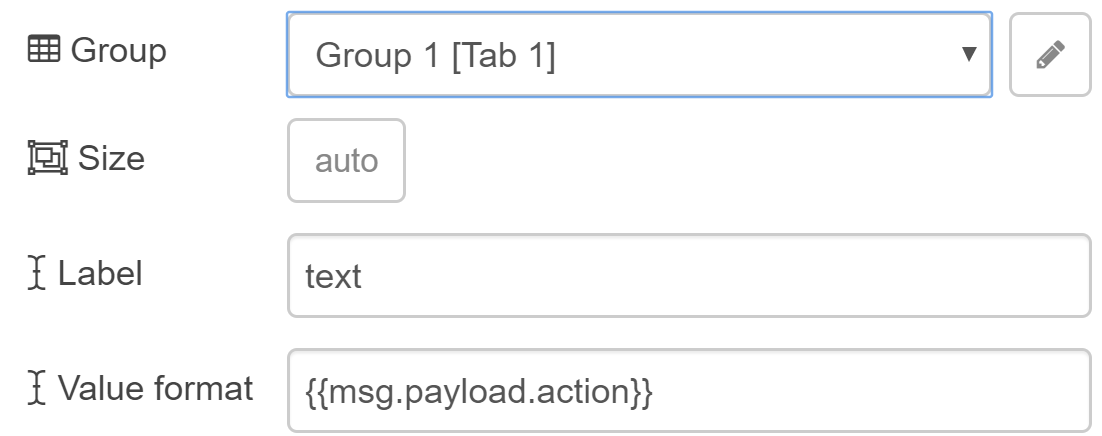 Group
Group 1 [Tab 1]
Size
auto
Label
text
Value format
{{msg.payload.action}}